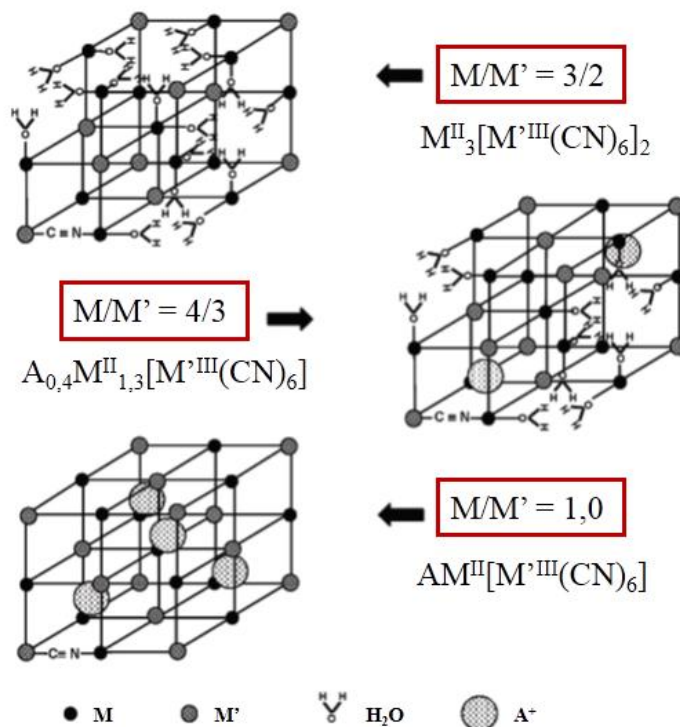 M/M’ = 3/2
M^II_3[M’^III(CN)_6]_2
C≡N
M/M’ = 4/3
A_0,4M^II_1,3[M’^III(CN)_6]
C≡N
M/M’ = 1,0
AM^II[M’^III(CN)_6]
C=N
M M’ H_2O A^+